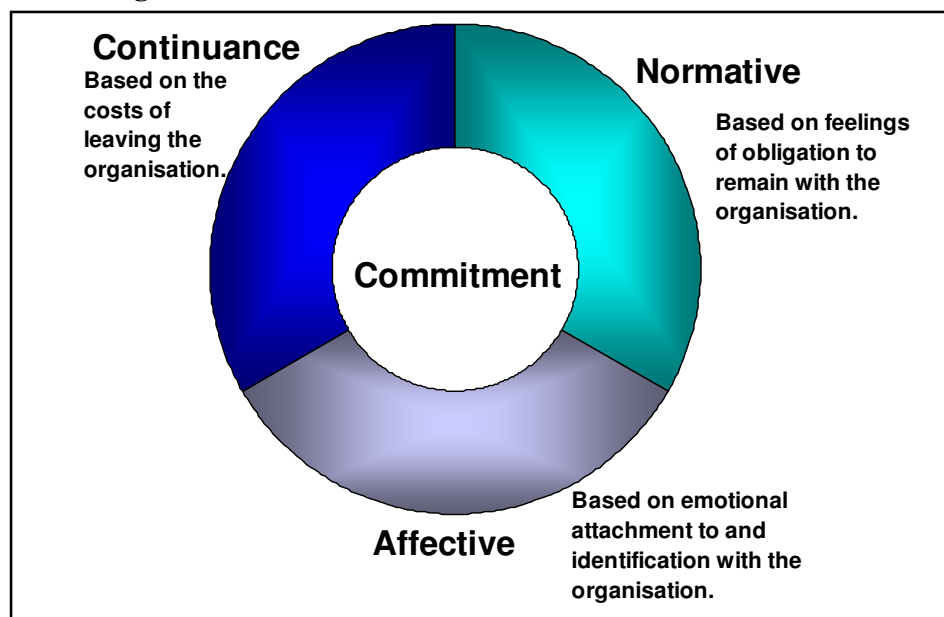 Continuance
Based on the
costs of
leaving the
organisation.
Normative
Based on feelings
of obligation to
remain with the
organisation.
Commitment
Affective
Based on emotional
attachment to and
identification with the
organisation.